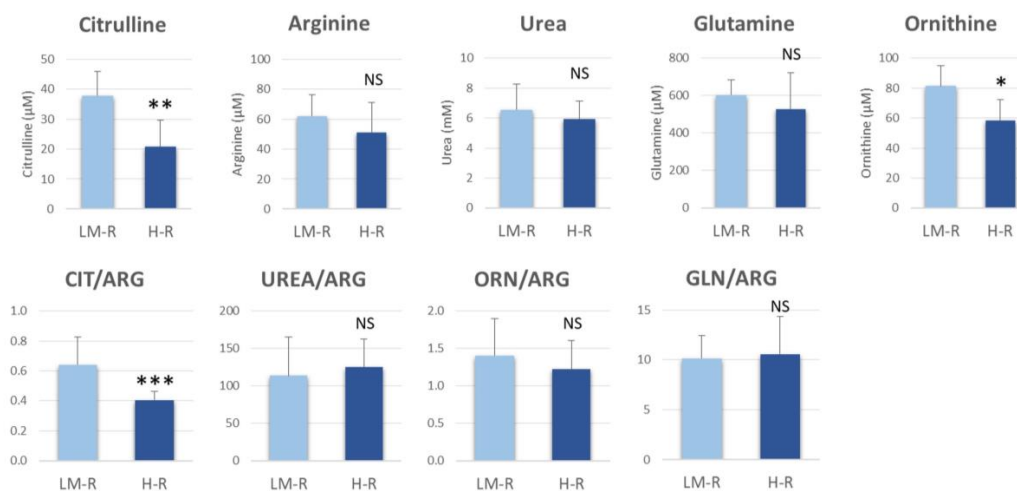 Citrulline
Citrulline (µM)
50
40
30
20
10
0
**
LM-R H-R
Arginine
Arginine (µM)
100
80
60
40
20
0
NS
LM-R H-R
Urea
Urea (mM)
10
8
6
4
2
0
NS
LM-R H-R
Glutamine
Glutamine (µM)
800
600
400
200
0
NS
LM-R H-R
Ornithine
Ornithine (µM)
100
80
60
40
20
0
*
LM-R H-R
CIT/ARG
1.0
0.8
0.6
0.4
0.2
0.0
***
LM-R H-R
UREA/ARG
200
150
100
50
0
NS
LM-R H-R
ORN/ARG
2.0
1.5
1.0
0.5
0.0
NS
LM-R H-R
GLN/ARG
15
10
5
0
NS
LM-R H-R